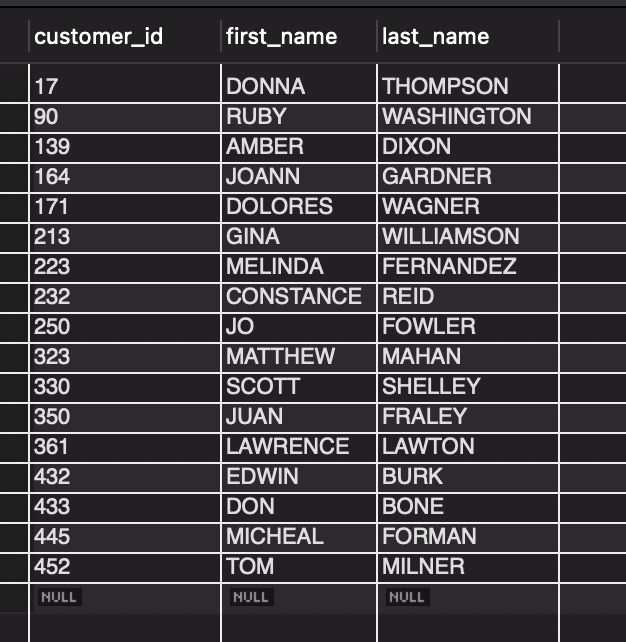 customer_id first_name last_name
17 DONNA THOMPSON
90 RUBY WASHINGTON
139 AMBER DIXON
164 JOANN GARDNER
171 DOLORES WAGNER
213 GINA WILLIAMSON
223 MELINDA FERNANDEZ
232 CONSTANCE REID
250 JO FOWLER
323 MATTHEW MAHAN
330 SCOTT SHELLEY
350 JUAN FRALEY
361 LAWRENCE LAWTON
432 EDWIN BURK
433 DON BONE
445 MICHEAL FORMAN
452 TOM MILNER
NULL NULL NULL